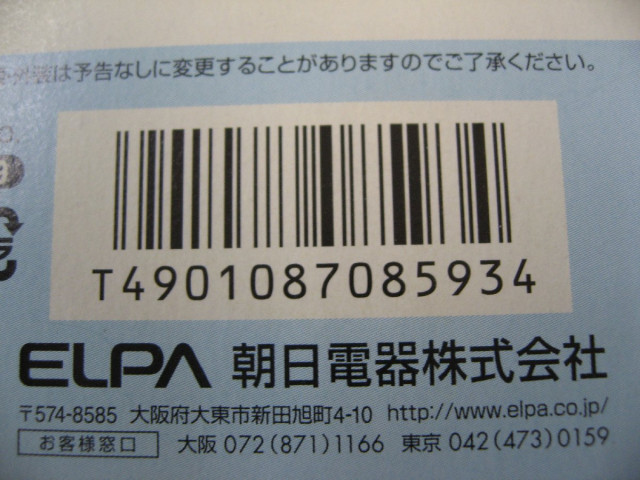 は予告なしに変更することがありますのでご了承ください。
T4901087085934
ELPA 朝日電器株式会社
〒574-8585 大阪府大東市新田旭町4-10 http://www.elpa.co.jp/
お客様窓口 大阪 072(871)1166 東京 042(473)0159